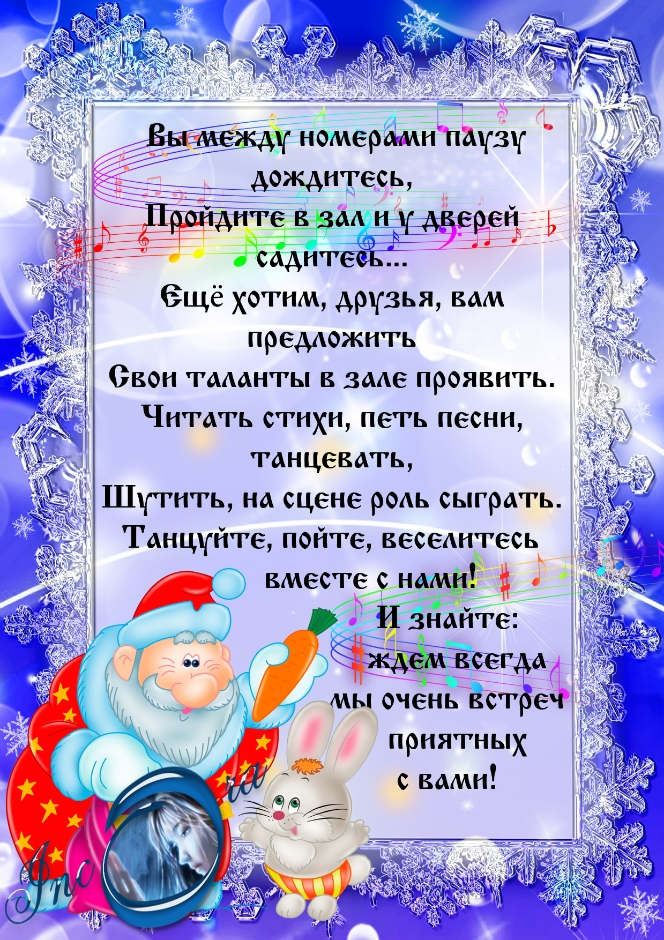 Вы между номерами паузу
дождитесь,
Пройдите в зал и у дверей
садитесь...
Ещё хотим, друзья, вам
предложить
Свои таланты в зале проявить.
Читать стихи, петь песни,
танцевать,
Шутить, на сцене роль сыграть.
Танцуйте, пойте, веселитесь
вместе с нами!
И знайте:
ждем всегда
мы очень встреч
приятных
с вами!